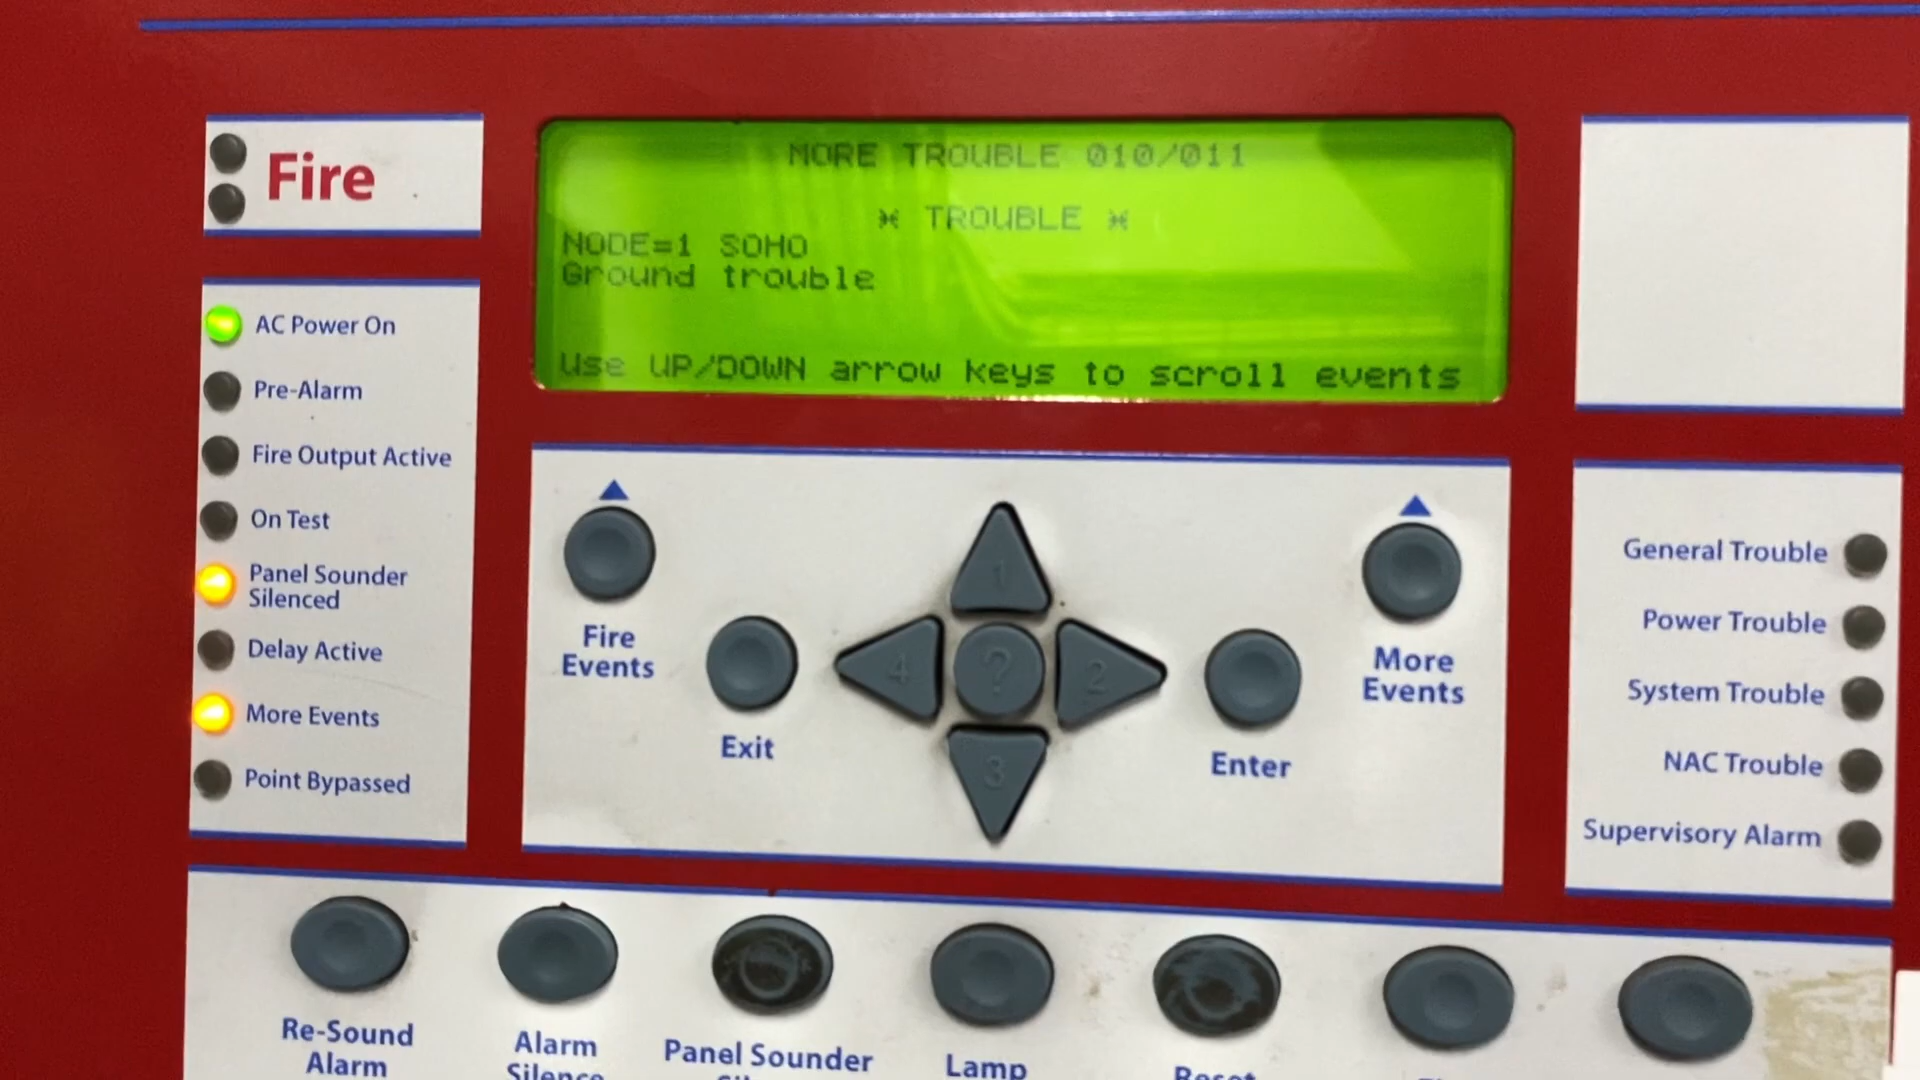 Fire
MORE TROUBLE 010/011
* TROUBLE *
NODE=1 SOHO
Ground trouble
Use UP/DOWN arrow keys to scroll events
AC Power On
Pre-Alarm
Fire Output Active
On Test
Panel Sounder
Silenced
Delay Active
More Events
Point Bypassed
Fire
Events
Exit
1
4
?
2
3
Enter
More
Events
General Trouble
Power Trouble
System Trouble
NAC Trouble
Supervisory Alarm
Re-Sound
Alarm
Alarm
Silence
Panel Sounder
Lamp
Reset